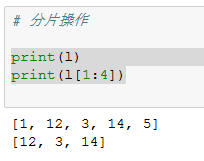 # 分片操作
print(l)
print(l[1:4])
[1, 12, 3, 14, 5]
[12, 3, 14]